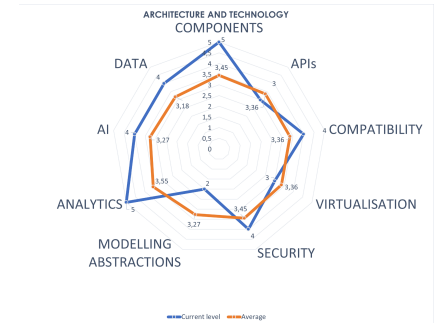 ARCHITECTURE AND TECHNOLOGY
COMPONENTS
5
5
4,5
4
3,5
3
2,5
2
1,5
1
0,5
0
3,45
APIs
3
3,36
COMPATIBILITY
4
3,36
VIRTUALISATION
3
3,36
SECURITY
4
3,45
MODELLING
ABSTRACTIONS
2
3,27
ANALYTICS
5
3,55
AI
4
3,27
DATA
4
3,18
Current level
Average